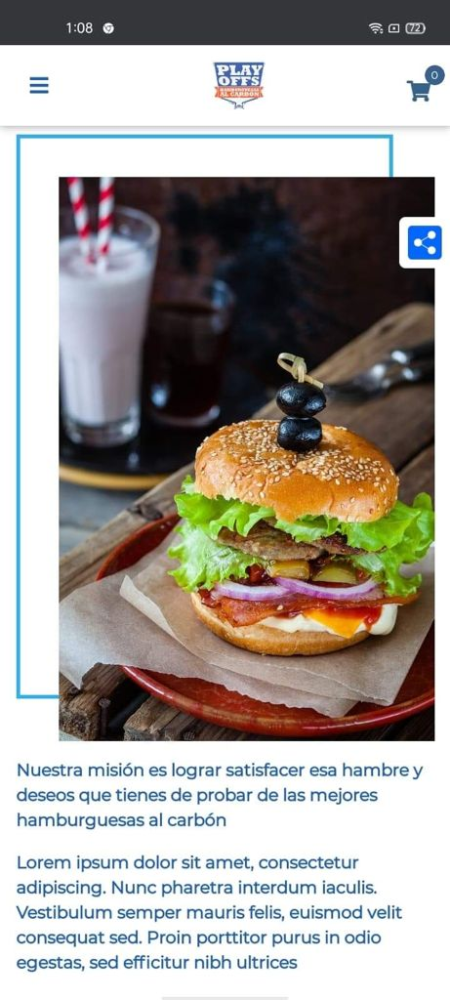 1:08
72
PLAY
OFFS
HAMBURGUESAS
AL CARBÓN
0
Nuestra misión es lograr satisfacer esa hambre y
deseos que tienes de probar de las mejores
hamburguesas al carbón
Lorem ipsum dolor sit amet, consectetur
adipiscing. Nunc pharetra interdum iaculis.
Vestibulum semper mauris felis, euismod velit
consequat sed. Proin porttitor purus in odio
egestas, sed efficitur nibh ultrices